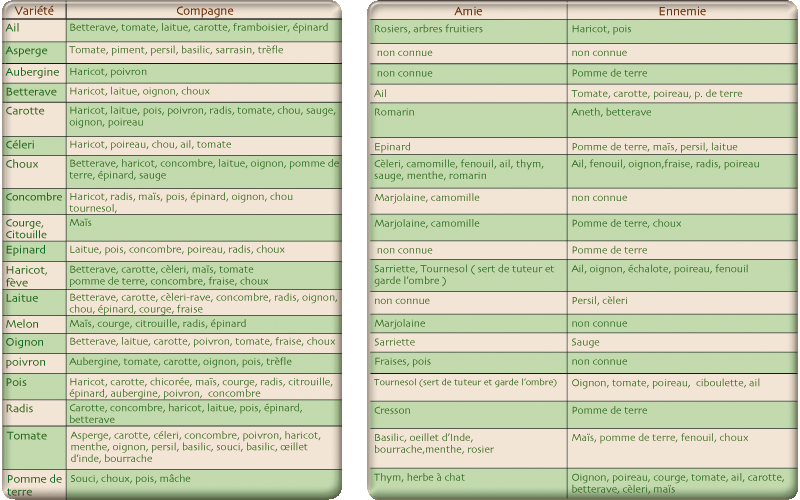 Variété Compagne
Ail Betterave, tomate, laitue, carotte, framboisier, épinard
Asperge Tomate, piment, persil, basilic, sarrasin, trèfle
Aubergine Haricot, poivron
Betterave Haricot, laitue, oignon, choux
Carotte Haricot, laitue, pois, poivron, radis, tomate, chou, sauge,
oignon, poireau
Céleri Haricot, poireau, chou, ail, tomate
Choux Betterave, haricot, concombre, laitue, oignon, pomme de
terre, épinard, sauge
Concombre Haricot, radis, maïs, pois, épinard, oignon, chou
tournesol,
Courge, Maïs
Citouille
Epinard Laitue, pois, concombre, poireau, radis, choux
Haricot, Betterave, carotte, cèleri, maïs, tomate
fève pomme de terre, concombre, fraise, choux
Laitue Betterave, carotte, cèleri-rave, concombre, radis, oignon,
chou, épinard, courge, fraise
Melon Maïs, courge, citrouille, radis, épinard
Oignon Betterave, laitue, carotte, poivron, tomate, fraise, choux
poivron Aubergine, tomate, carotte, oignon, pois, trèfle
Pois Haricot, carotte, chicorée, maïs, courge, radis, citrouille,
épinard, aubergine, poivron, concombre
Radis Carotte, concombre, haricot, laitue, pois, épinard,
betterave
Tomate Asperge, carotte, céleri, concombre, poivron, haricot,
menthe, oignon, persil, basilic, souci, basilic, œillet
d'inde, bourrache
Pomme de Souci, choux, pois, mâche
terre
Amie Ennemie
Rosiers, arbres fruitiers Haricot, pois
non connue non connue
non connue Pomme de terre
Ail Tomate, carotte, poireau, p. de terre
Romarin Aneth, betterave
Epinard Pomme de terre, maïs, persil, laitue
Cèleri, camomille, fenouil, ail, thym, Ail, fenouil, oignon,fraise, radis, poireau
sauge, menthe, romarin
Marjolaine, camomille non connue
Marjolaine, camomille Pomme de terre, choux
non connue Pomme de terre
Sarriette, Tournesol ( sert de tuteur et Ail, oignon, échalote, poireau, fenouil
garde l'ombre )
non connue Persil, cèleri
Marjolaine non connue
Sarriette Sauge
Fraises, pois non connue
Tournesol (sert de tuteur et garde l'ombre) Oignon, tomate, poireau, ciboulette, ail
Cresson Pomme de terre
Basilic, oeillet d'Inde, Maïs, pomme de terre, fenouil, choux
bourrache,menthe, rosier
Thym, herbe à chat Oignon, poireau, courge, tomate, ail, carotte,
betterave, cèleri, maïs